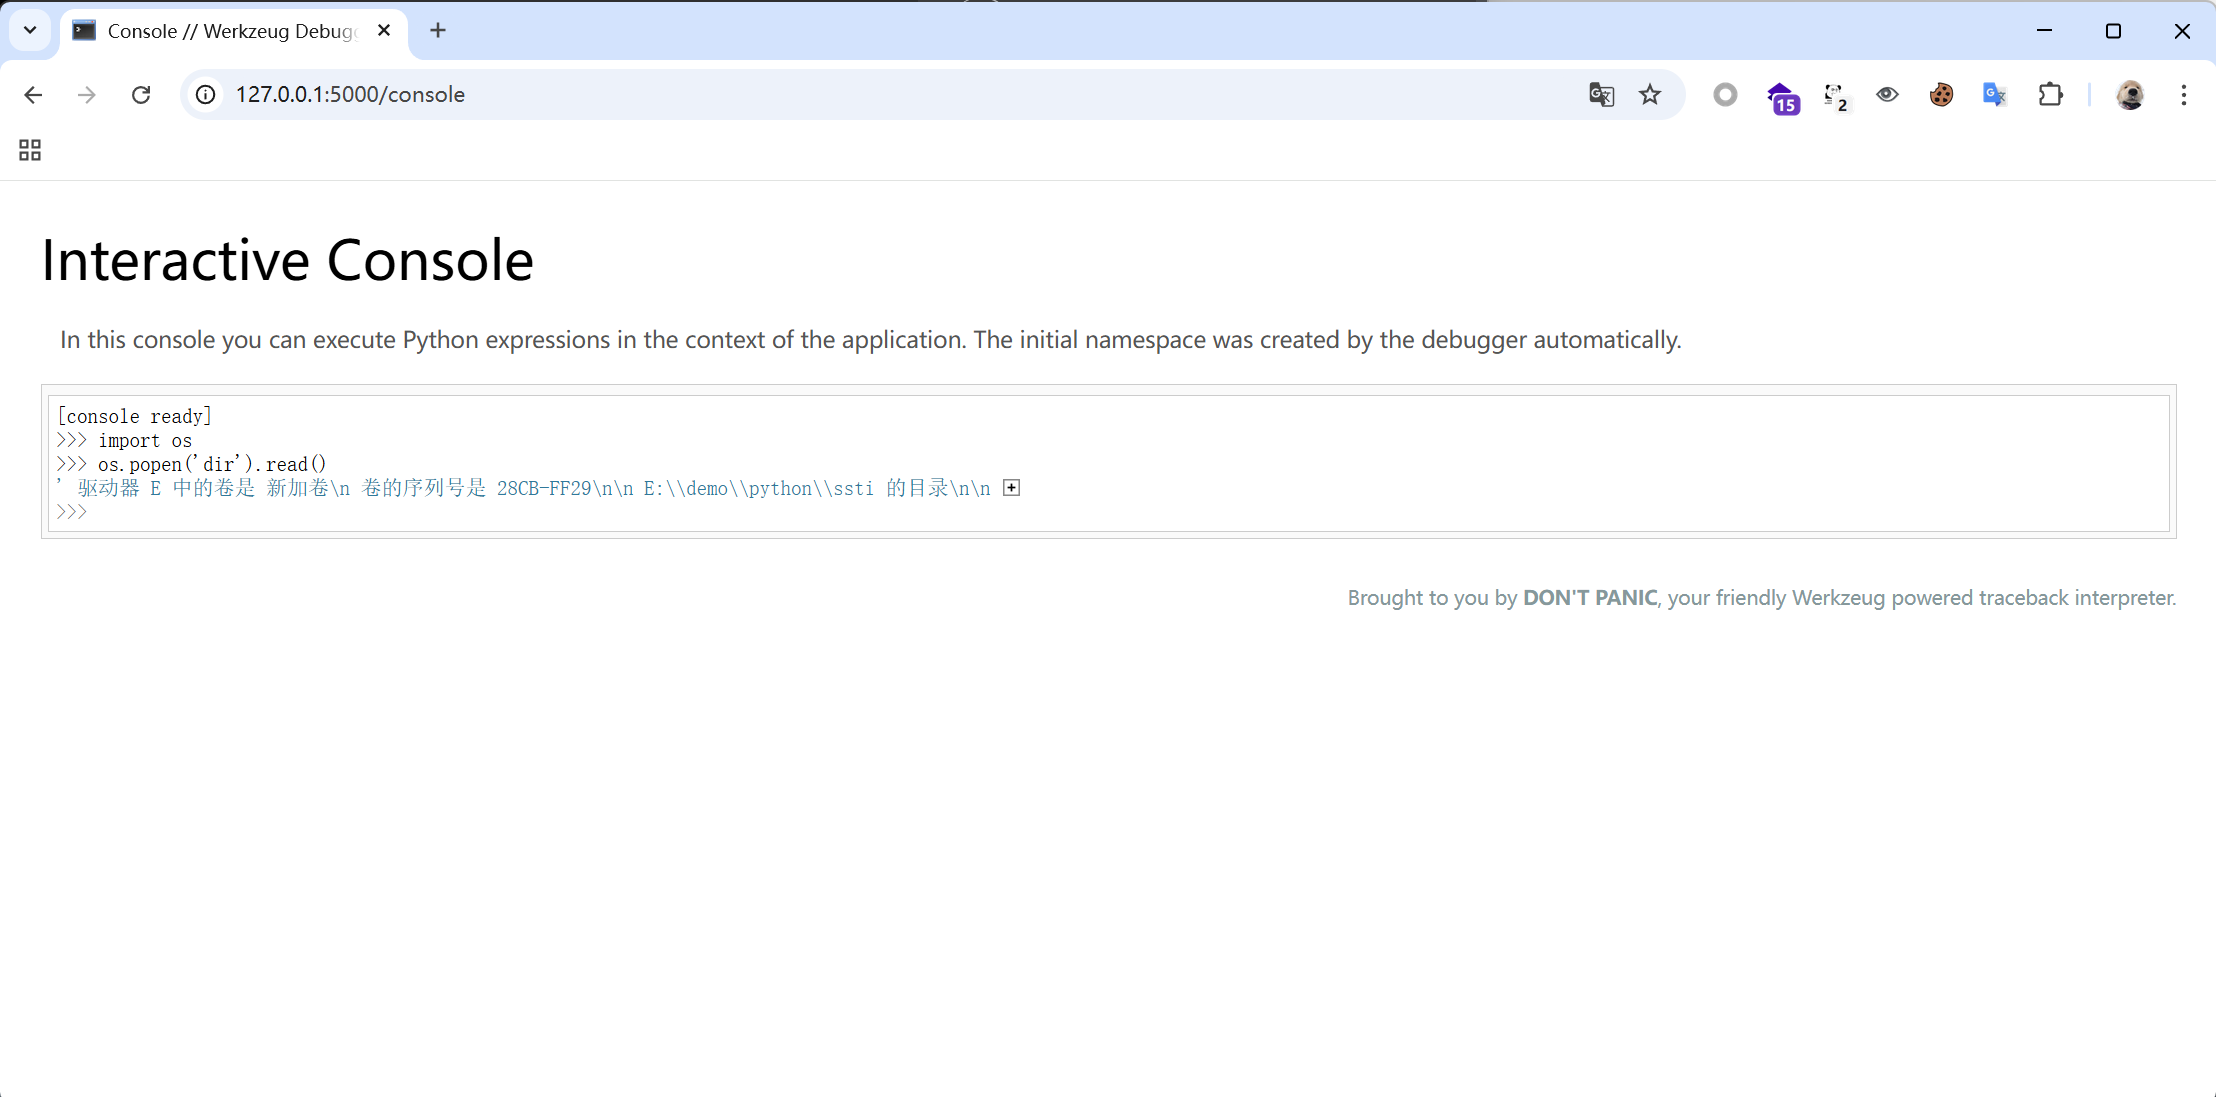 Console // Werkzeug Debugg
127.0.0.1:5000/console
15
2
Interactive Console
In this console you can execute Python expressions in the context of the application. The initial namespace was created by the debugger automatically.
[console ready]
>>> import os
>>> os.popen('dir').read()
' 驱动器 E 中的卷是 新加卷\n 卷的序列号是 28CB-FF29\n\n E:\\demo\\python\\ssti 的目录\n\n
>>>
Brought to you by DON'T PANIC, your friendly Werkzeug powered traceback interpreter.